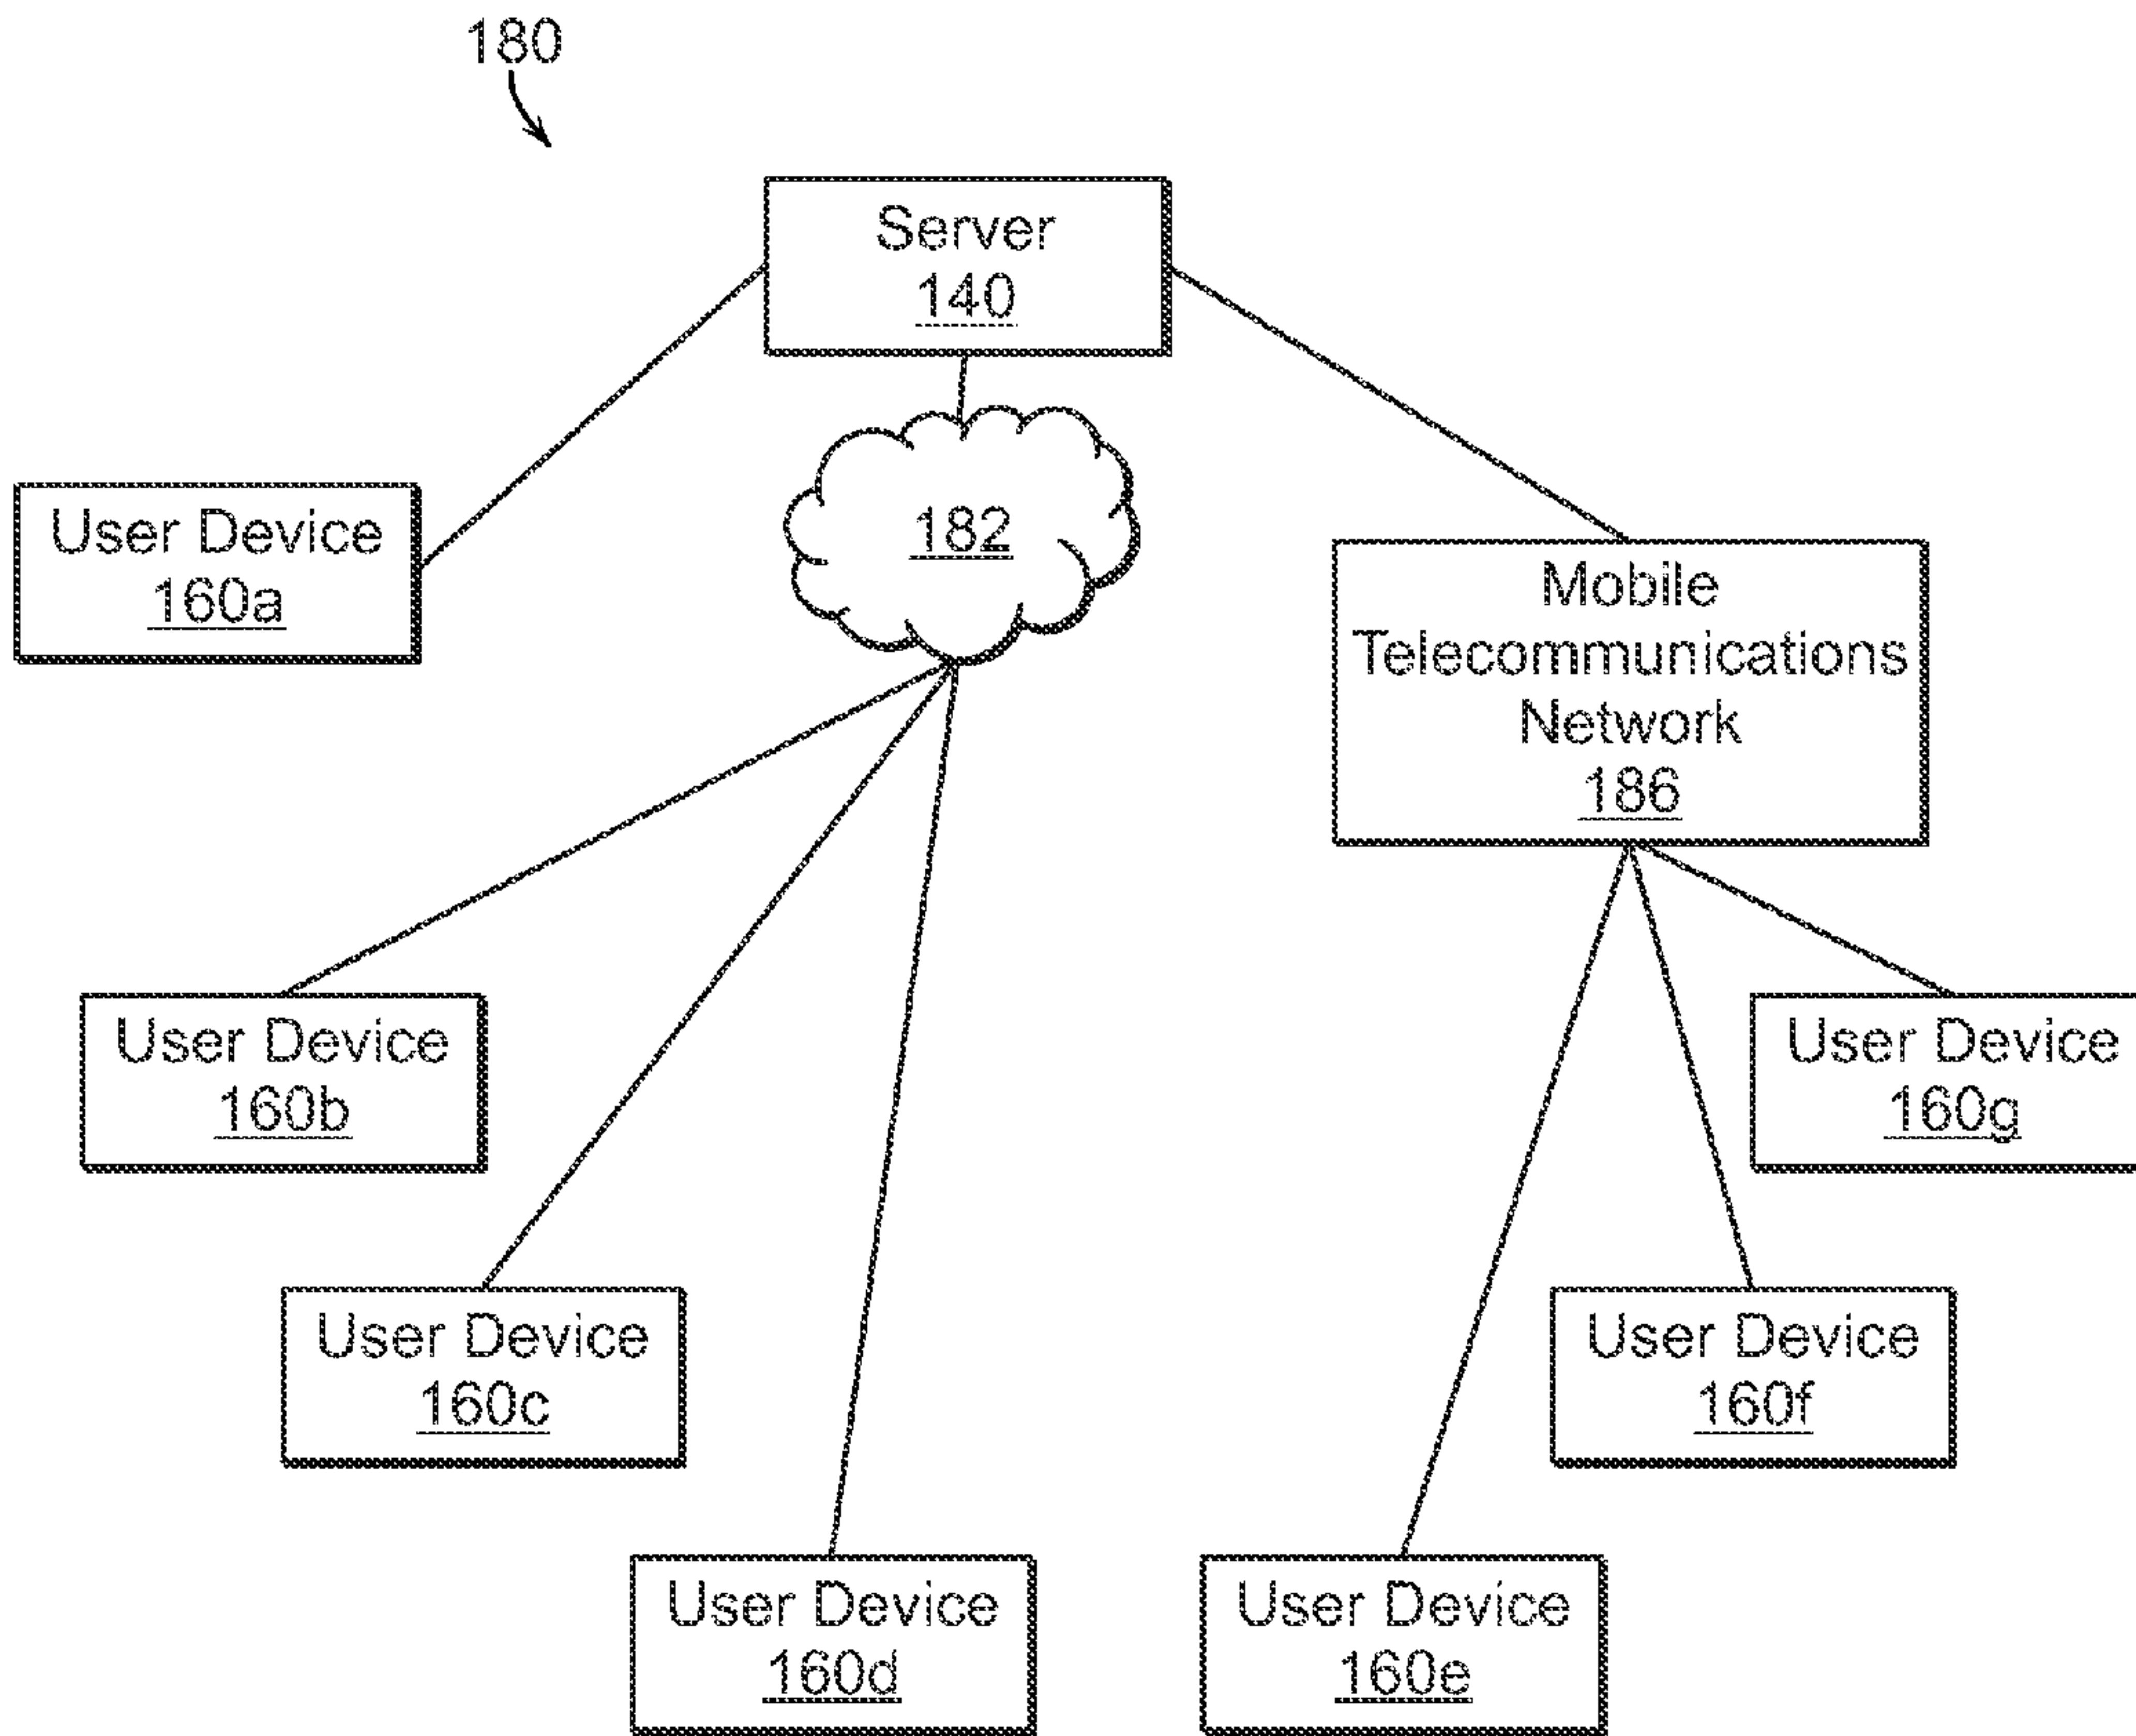 180
Server
140
User Device
160a
182
Mobile
Telecommunications
Network
186
User Device
160b
User Device
160g
User Device
160c
User Device
160f
User Device
160d
User Device
160e